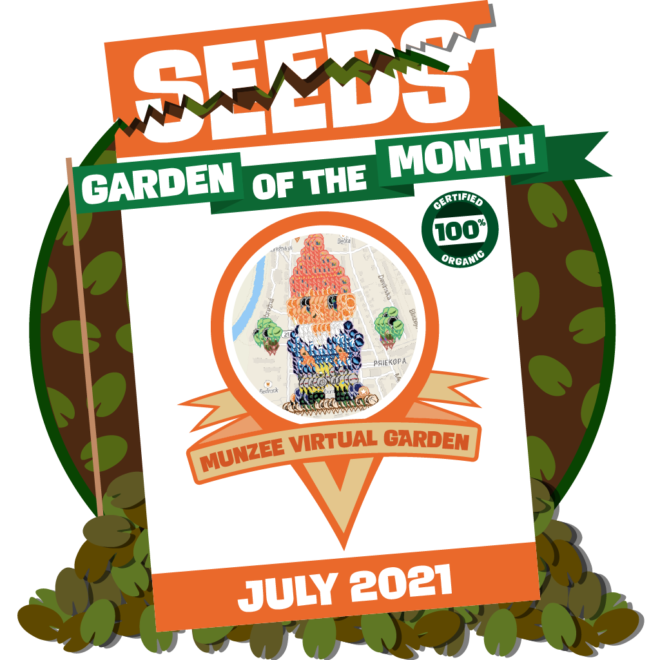 SEEDS
GARDEN OF THE MONTH
CERTIFIED
100%
ORGANIC
PRIEKOPA
MUNZEE VIRTUAL GARDEN
JULY 2021